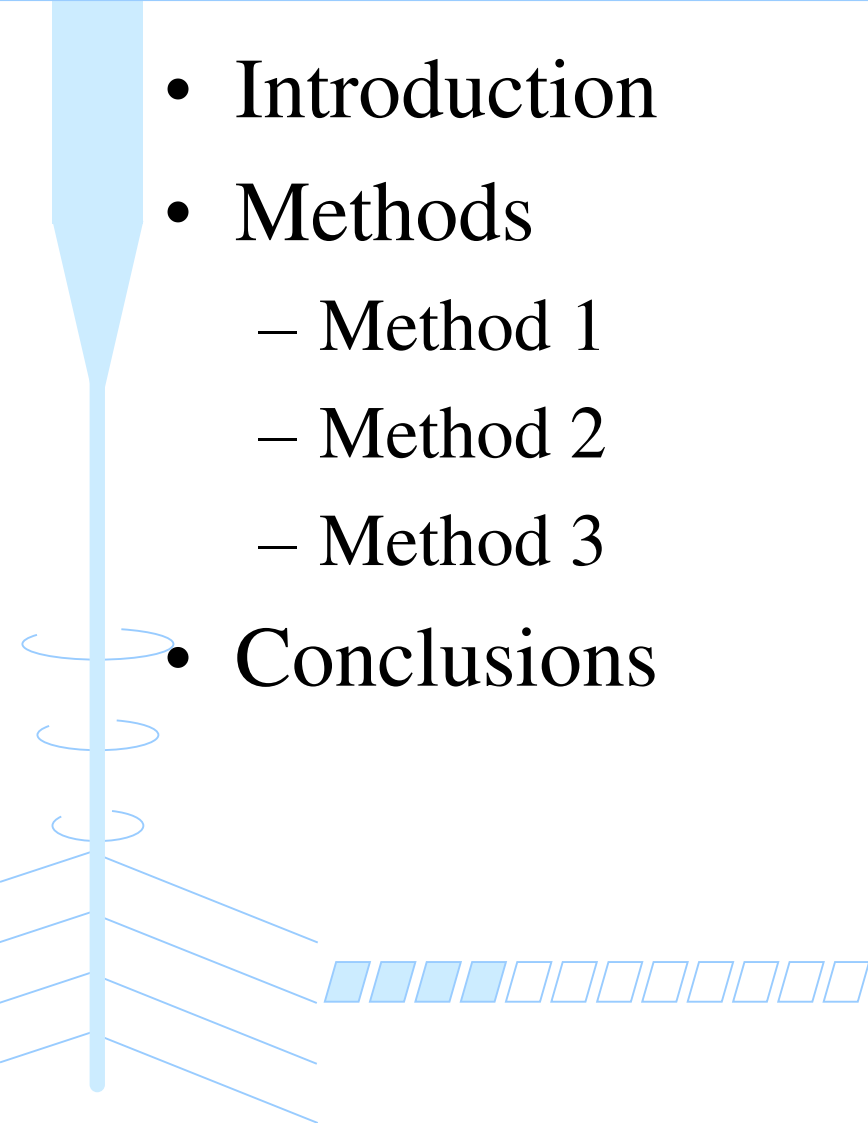 • Introduction
• Methods
– Method 1
– Method 2
– Method 3
• Conclusions